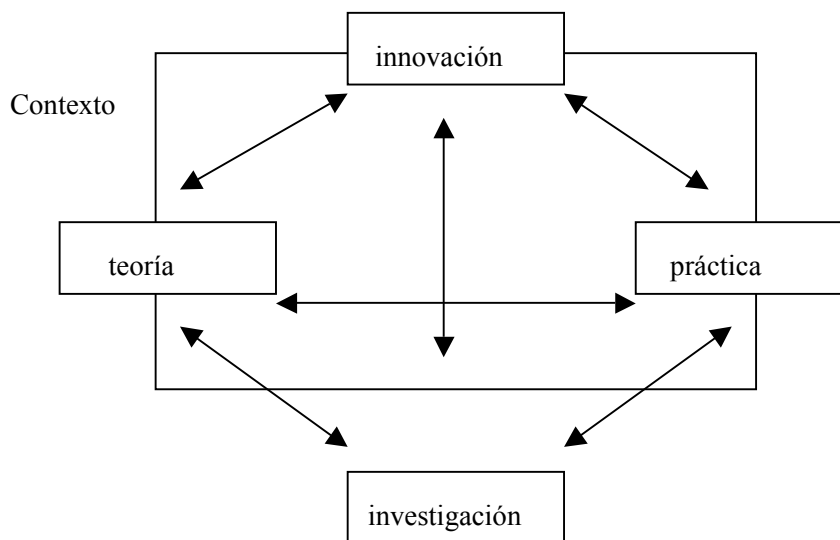 innovación
Contexto
teoría
práctica
investigación